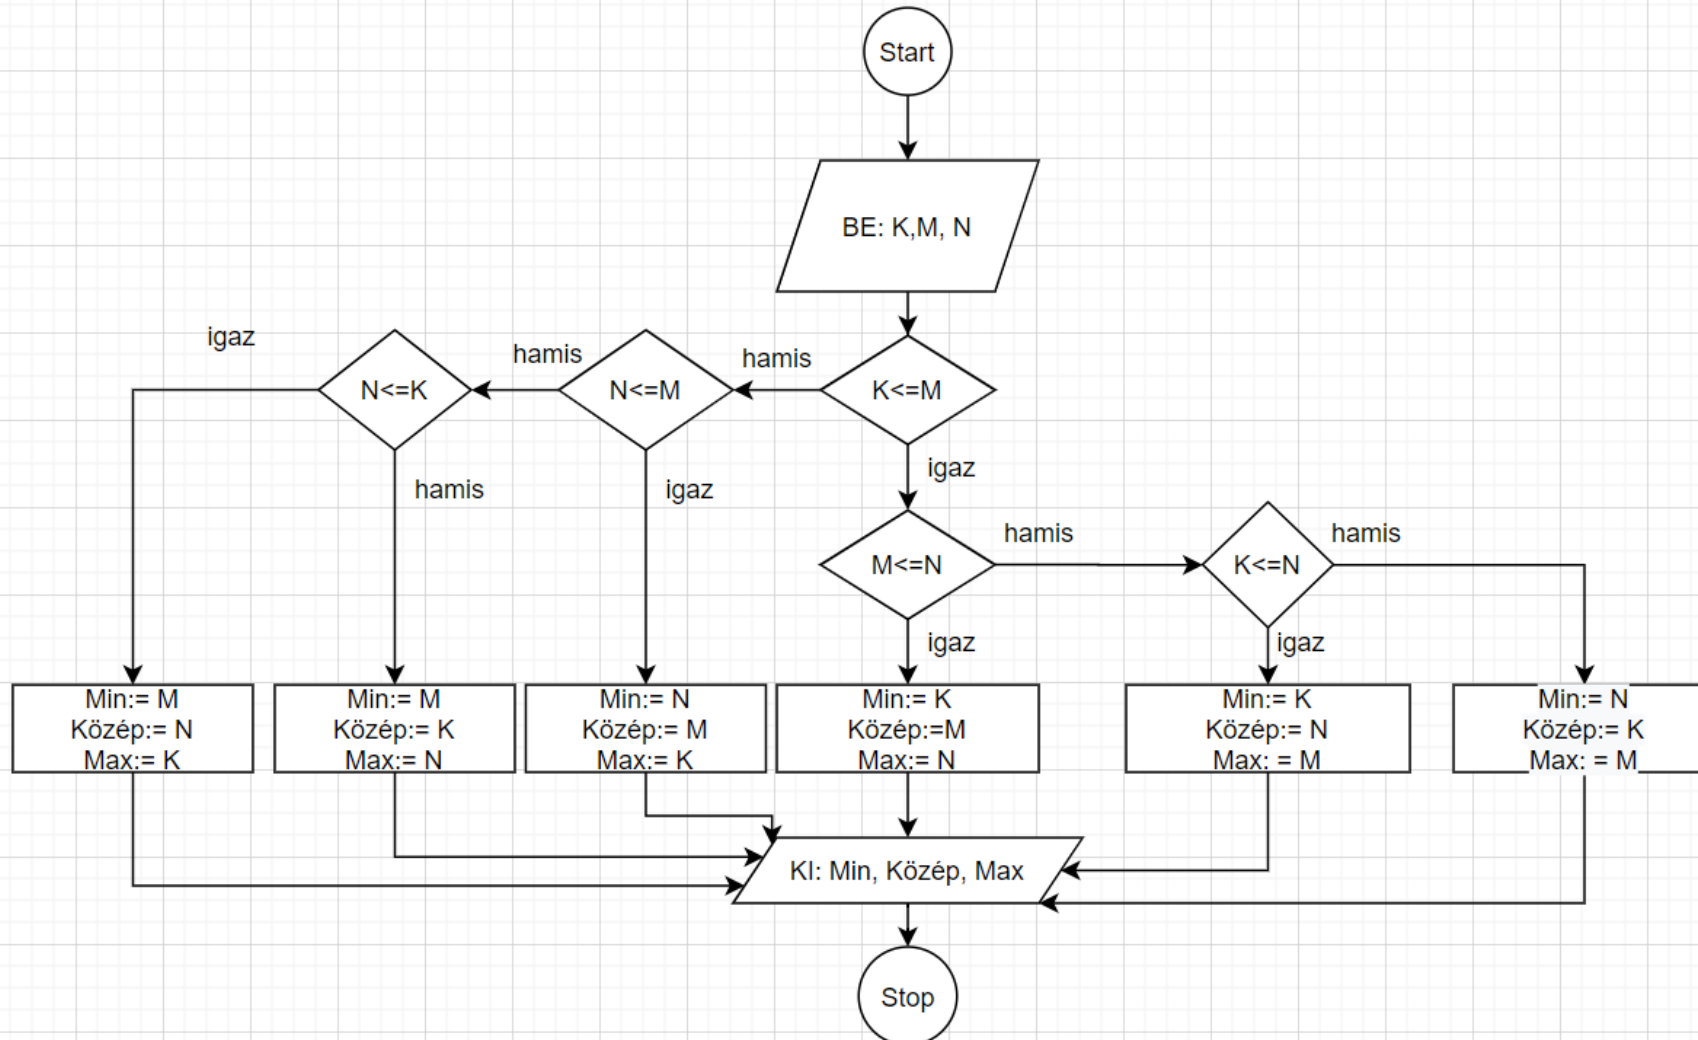 Start
BE: K,M, N
igaz
N<=K
hamis
N<=M
hamis
K<=M
hamis
igaz
igaz
M<=N
hamis
K<=N
hamis
igaz
igaz
Min:= M
Közép:= N
Max:= K
Min:= M
Közép:= K
Max:= N
Min:= N
Közép:= M
Max:= K
Min:= K
Közép:=M
Max:= N
Min:= K
Közép:= N
Max: = M
Min:= N
Közép:= K
Max: = M
KI: Min, Közép, Max
Stop